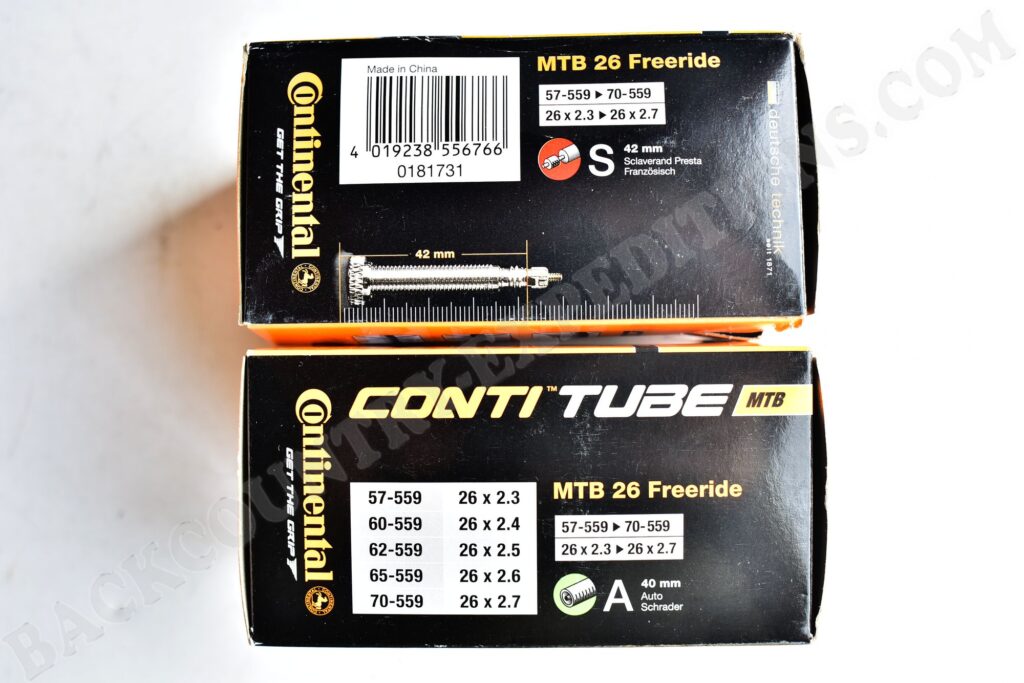 Continental
GET THE GRIP
Made in China
4 019238 556766
0181731
MTB 26 Freeride
57-559 ▶ 70-559
26 x 2.3 ▶ 26 x 2.7
S
42 mm
Sclaverand Presta
Französisch
deutsche technik
seit 1871
42 mm
Continental
GET THE GRIP
CONTI™ TUBE MTB
57-559 26 x 2.3
60-559 26 x 2.4
62-559 26 x 2.5
65-559 26 x 2.6
70-559 26 x 2.7
MTB 26 Freeride
57-559 ▶ 70-559
26 x 2.3 ▶ 26 x 2.7
A
40 mm
Auto
Schrader
BACKCOUNTRY-EXPEDITIONS.COM